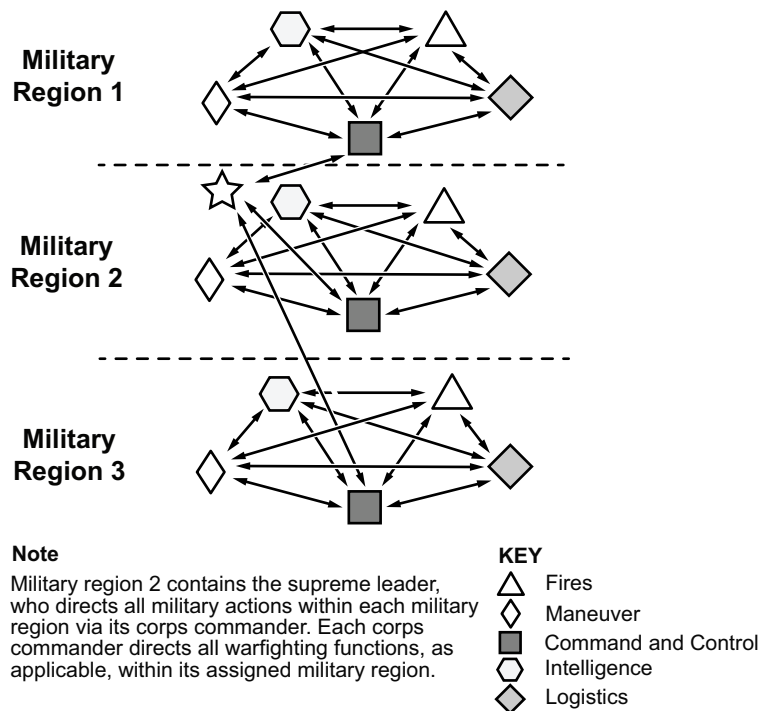 Military
Region 1
Military
Region 2
Military
Region 3
Note
Military region 2 contains the supreme leader,
who directs all military actions within each military
region via its corps commander. Each corps
commander directs all warfighting functions, as
applicable, within its assigned military region.
KEY
Fires
Maneuver
Command and Control
Intelligence
Logistics